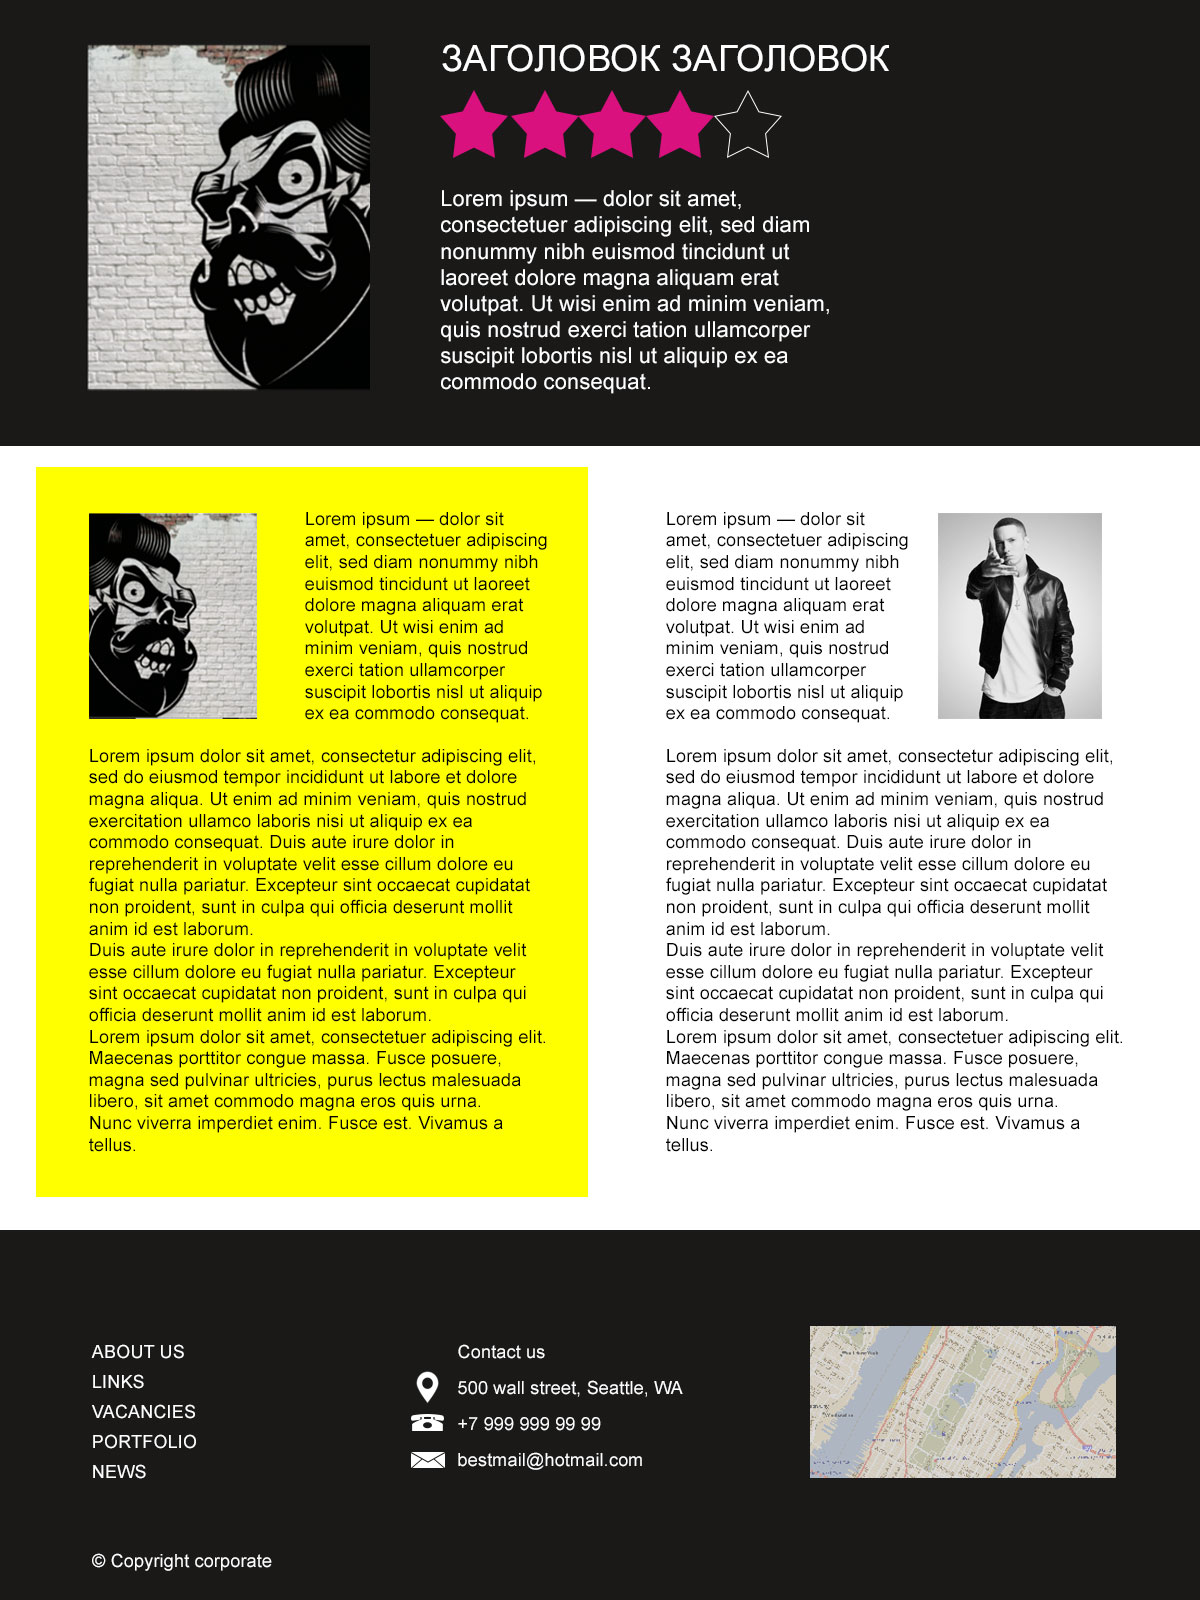 ЗАГОЛОВОК ЗАГОЛОВОК
Lorem ipsum — dolor sit amet,
consectetuer adipiscing elit, sed diam
nonummy nibh euismod tincidunt ut
laoreet dolore magna aliquam erat
volutpat. Ut wisi enim ad minim veniam,
quis nostrud exerci tation ullamcorper
suscipit lobortis nisl ut aliquip ex ea
commodo consequat.
Lorem ipsum — dolor sit
amet, consectetuer adipiscing
elit, sed diam nonummy nibh
euismod tincidunt ut laoreet
dolore magna aliquam erat
volutpat. Ut wisi enim ad
minim veniam, quis nostrud
exerci tation ullamcorper
suscipit lobortis nisl ut aliquip
ex ea commodo consequat.
Lorem ipsum dolor sit amet, consectetur adipiscing elit,
sed do eiusmod tempor incididunt ut labore et dolore
magna aliqua. Ut enim ad minim veniam, quis nostrud
exercitation ullamco laboris nisi ut aliquip ex ea
commodo consequat. Duis aute irure dolor in
reprehenderit in voluptate velit esse cillum dolore eu
fugiat nulla pariatur. Excepteur sint occaecat cupidatat
non proident, sunt in culpa qui officia deserunt mollit
anim id est laborum.
Duis aute irure dolor in reprehenderit in voluptate velit
esse cillum dolore eu fugiat nulla pariatur. Excepteur
sint occaecat cupidatat non proident, sunt in culpa qui
officia deserunt mollit anim id est laborum.
Lorem ipsum dolor sit amet, consectetuer adipiscing elit.
Maecenas porttitor congue massa. Fusce posuere,
magna sed pulvinar ultricies, purus lectus malesuada
libero, sit amet commodo magna eros quis urna.
Nunc viverra imperdiet enim. Fusce est. Vivamus a
tellus.
Lorem ipsum — dolor sit
amet, consectetuer adipiscing
elit, sed diam nonummy nibh
euismod tincidunt ut laoreet
dolore magna aliquam erat
volutpat. Ut wisi enim ad
minim veniam, quis nostrud
exerci tation ullamcorper
suscipit lobortis nisl ut aliquip
ex ea commodo consequat.
Lorem ipsum dolor sit amet, consectetur adipiscing elit,
sed do eiusmod tempor incididunt ut labore et dolore
magna aliqua. Ut enim ad minim veniam, quis nostrud
exercitation ullamco laboris nisi ut aliquip ex ea
commodo consequat. Duis aute irure dolor in
reprehenderit in voluptate velit esse cillum dolore eu
fugiat nulla pariatur. Excepteur sint occaecat cupidatat
non proident, sunt in culpa qui officia deserunt mollit
anim id est laborum.
Duis aute irure dolor in reprehenderit in voluptate velit
esse cillum dolore eu fugiat nulla pariatur. Excepteur
sint occaecat cupidatat non proident, sunt in culpa qui
officia deserunt mollit anim id est laborum.
Lorem ipsum dolor sit amet, consectetuer adipiscing elit.
Maecenas porttitor congue massa. Fusce posuere,
magna sed pulvinar ultricies, purus lectus malesuada
libero, sit amet commodo magna eros quis urna.
Nunc viverra imperdiet enim. Fusce est. Vivamus a
tellus.
ABOUT US
LINKS
VACANCIES
PORTFOLIO
NEWS
Contact us
500 wall street, Seattle, WA
+7 999 999 99 99
bestmail@hotmail.com
© Copyright corporate